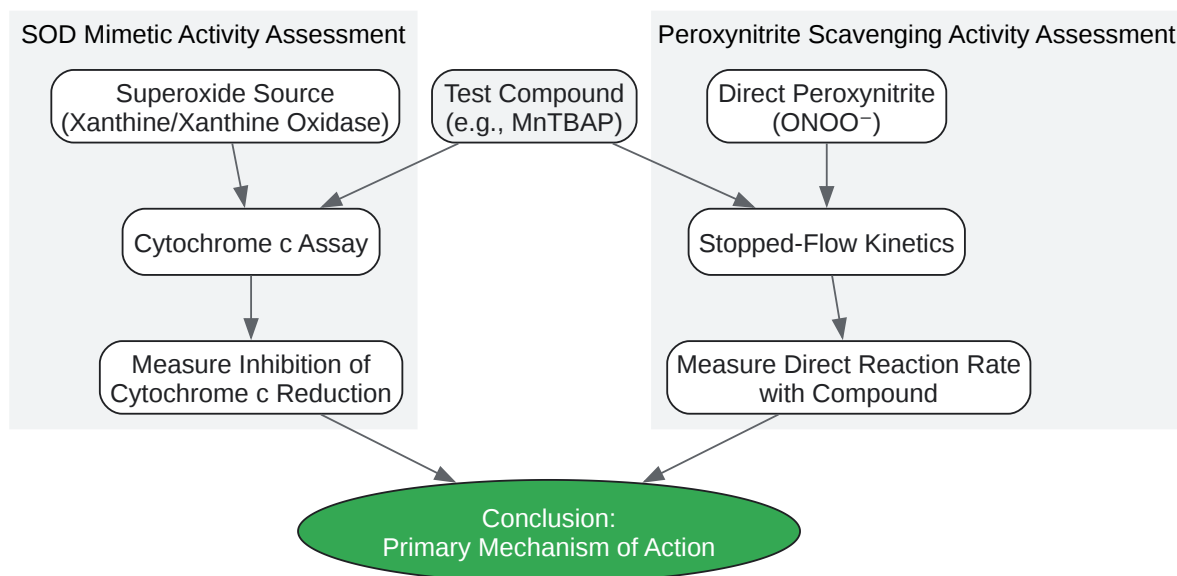 SOD Mimetic Activity Assessment
Peroxynitrite Scavenging Activity Assessment
Superoxide Source
(Xanthine/Xanthine Oxidase)
Test Compound
(e.g., MnTBAP)
Direct Peroxynitrite
(ONOO⁻)
Cytochrome c Assay
Stopped-Flow Kinetics
Measure Inhibition of
Cytochrome c Reduction
Measure Direct Reaction Rate
with Compound
Conclusion:
Primary Mechanism of Action